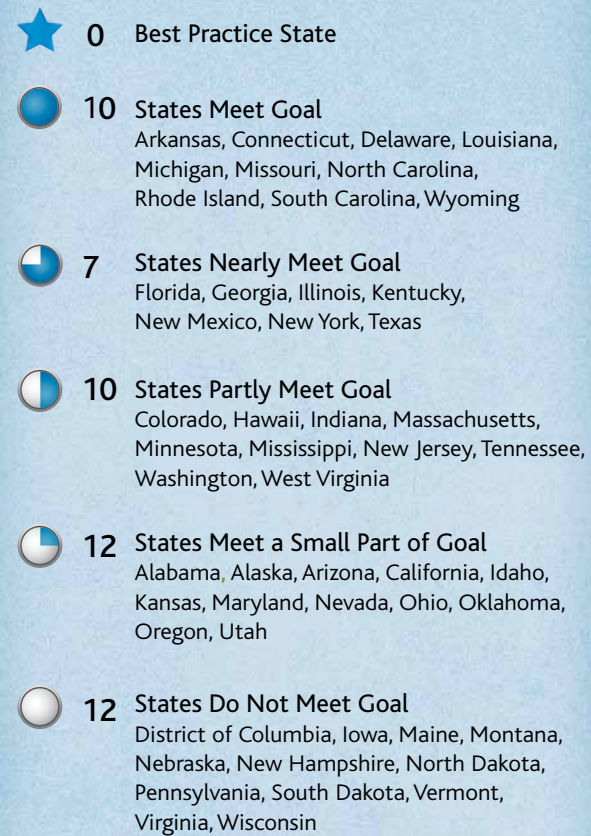 0 Best Practice State
10 States Meet Goal
Arkansas, Connecticut, Delaware, Louisiana,
Michigan, Missouri, North Carolina,
Rhode Island, South Carolina, Wyoming
7 States Nearly Meet Goal
Florida, Georgia, Illinois, Kentucky,
New Mexico, New York, Texas
10 States Partly Meet Goal
Colorado, Hawaii, Indiana, Massachusetts,
Minnesota, Mississippi, New Jersey, Tennessee,
Washington, West Virginia
12 States Meet a Small Part of Goal
Alabama, Alaska, Arizona, California, Idaho,
Kansas, Maryland, Nevada, Ohio, Oklahoma,
Oregon, Utah
12 States Do Not Meet Goal
District of Columbia, Iowa, Maine, Montana,
Nebraska, New Hampshire, North Dakota,
Pennsylvania, South Dakota, Vermont,
Virginia, Wisconsin